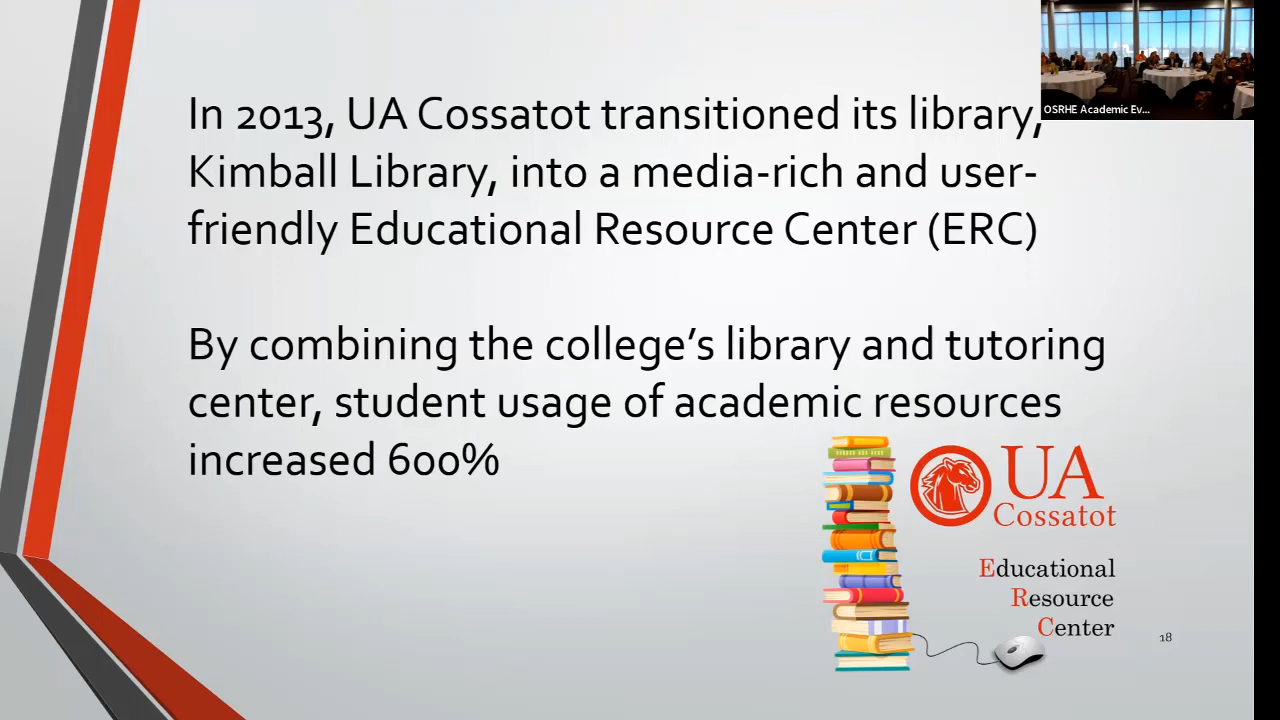 In 2013, UA Cossatot transitioned its library,
Kimball Library, into a media-rich and user-
friendly Educational Resource Center (ERC)
By combining the college’s library and tutoring
center, student usage of academic resources
increased 600%
OSRHE Academic Ev...
UA
Cossatot
Educational
Resource
Center
18